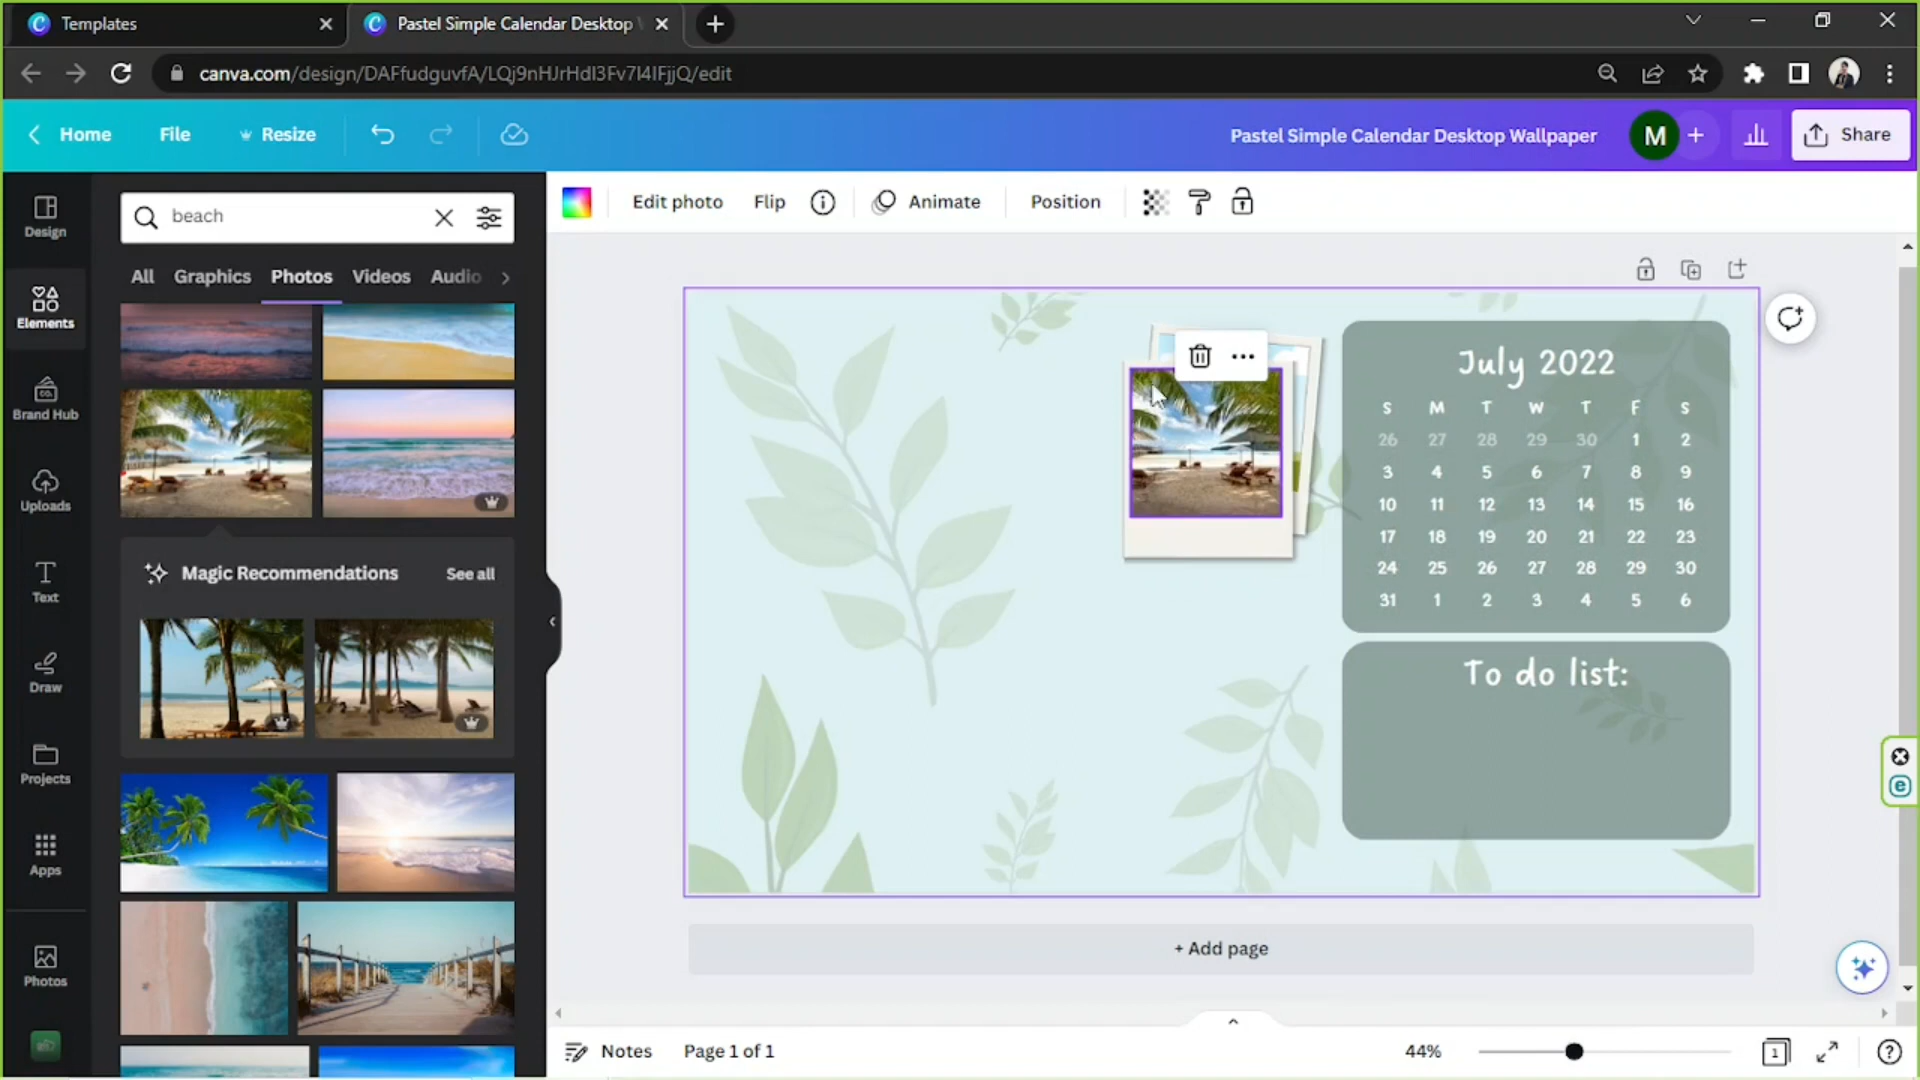 Templates
Pastel Simple Calendar Desktop
canva.com/design/DAFfudguvfA/LQj9nHJrHdI3Fv7I4IFjjQ/edit
Home File Resize
Pastel Simple Calendar Desktop Wallpaper
M
Share
Design
Elements
Brand Hub
Uploads
Text
Draw
Projects
Apps
Photos
beach
All Graphics Photos Videos Audio
Magic Recommendations See all
Edit photo Flip Animate Position
July 2022
S M T W T F S
26 27 28 29 30 1 2
3 4 5 6 7 8 9
10 11 12 13 14 15 16
17 18 19 20 21 22 23
24 25 26 27 28 29 30
31 1 2 3 4 5 6
To do list:
+ Add page
Notes Page 1 of 1
44%
1